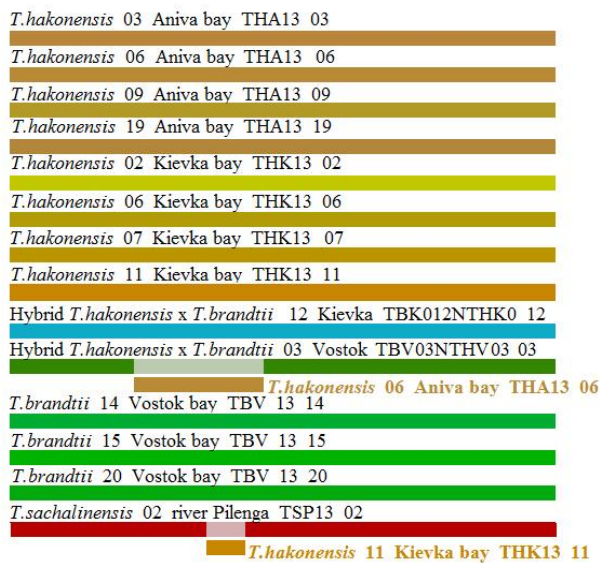 T.hakonensis 03 Aniva bay THA13 03
T.hakonensis 06 Aniva bay THA13 06
T.hakonensis 09 Aniva bay THA13 09
T.hakonensis 19 Aniva bay THA13 19
T.hakonensis 02 Kievka bay THK13 02
T.hakonensis 06 Kievka bay THK13 06
T.hakonensis 07 Kievka bay THK13 07
T.hakonensis 11 Kievka bay THK13 11
Hybrid T.hakonensis x T.brandtii 12 Kievka TBK012NTHK0 12
Hybrid T.hakonensis x T.brandtii 03 Vostok TBV03NTHV03 03
T.hakonensis 06 Aniva bay THA13 06
T.brandtii 14 Vostok bay TBV 13 14
T.brandtii 15 Vostok bay TBV 13 15
T.brandtii 20 Vostok bay TBV 13 20
T.sachalinensis 02 river Pilenga TSP13 02
T.hakonensis 11 Kievka bay THK13 11